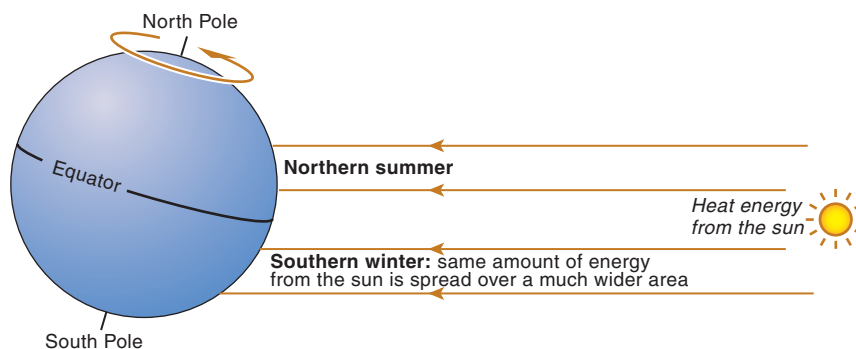 North Pole
Equator
Northern summer
Heat energy
from the sun
Southern winter: same amount of energy
from the sun is spread over a much wider area
South Pole